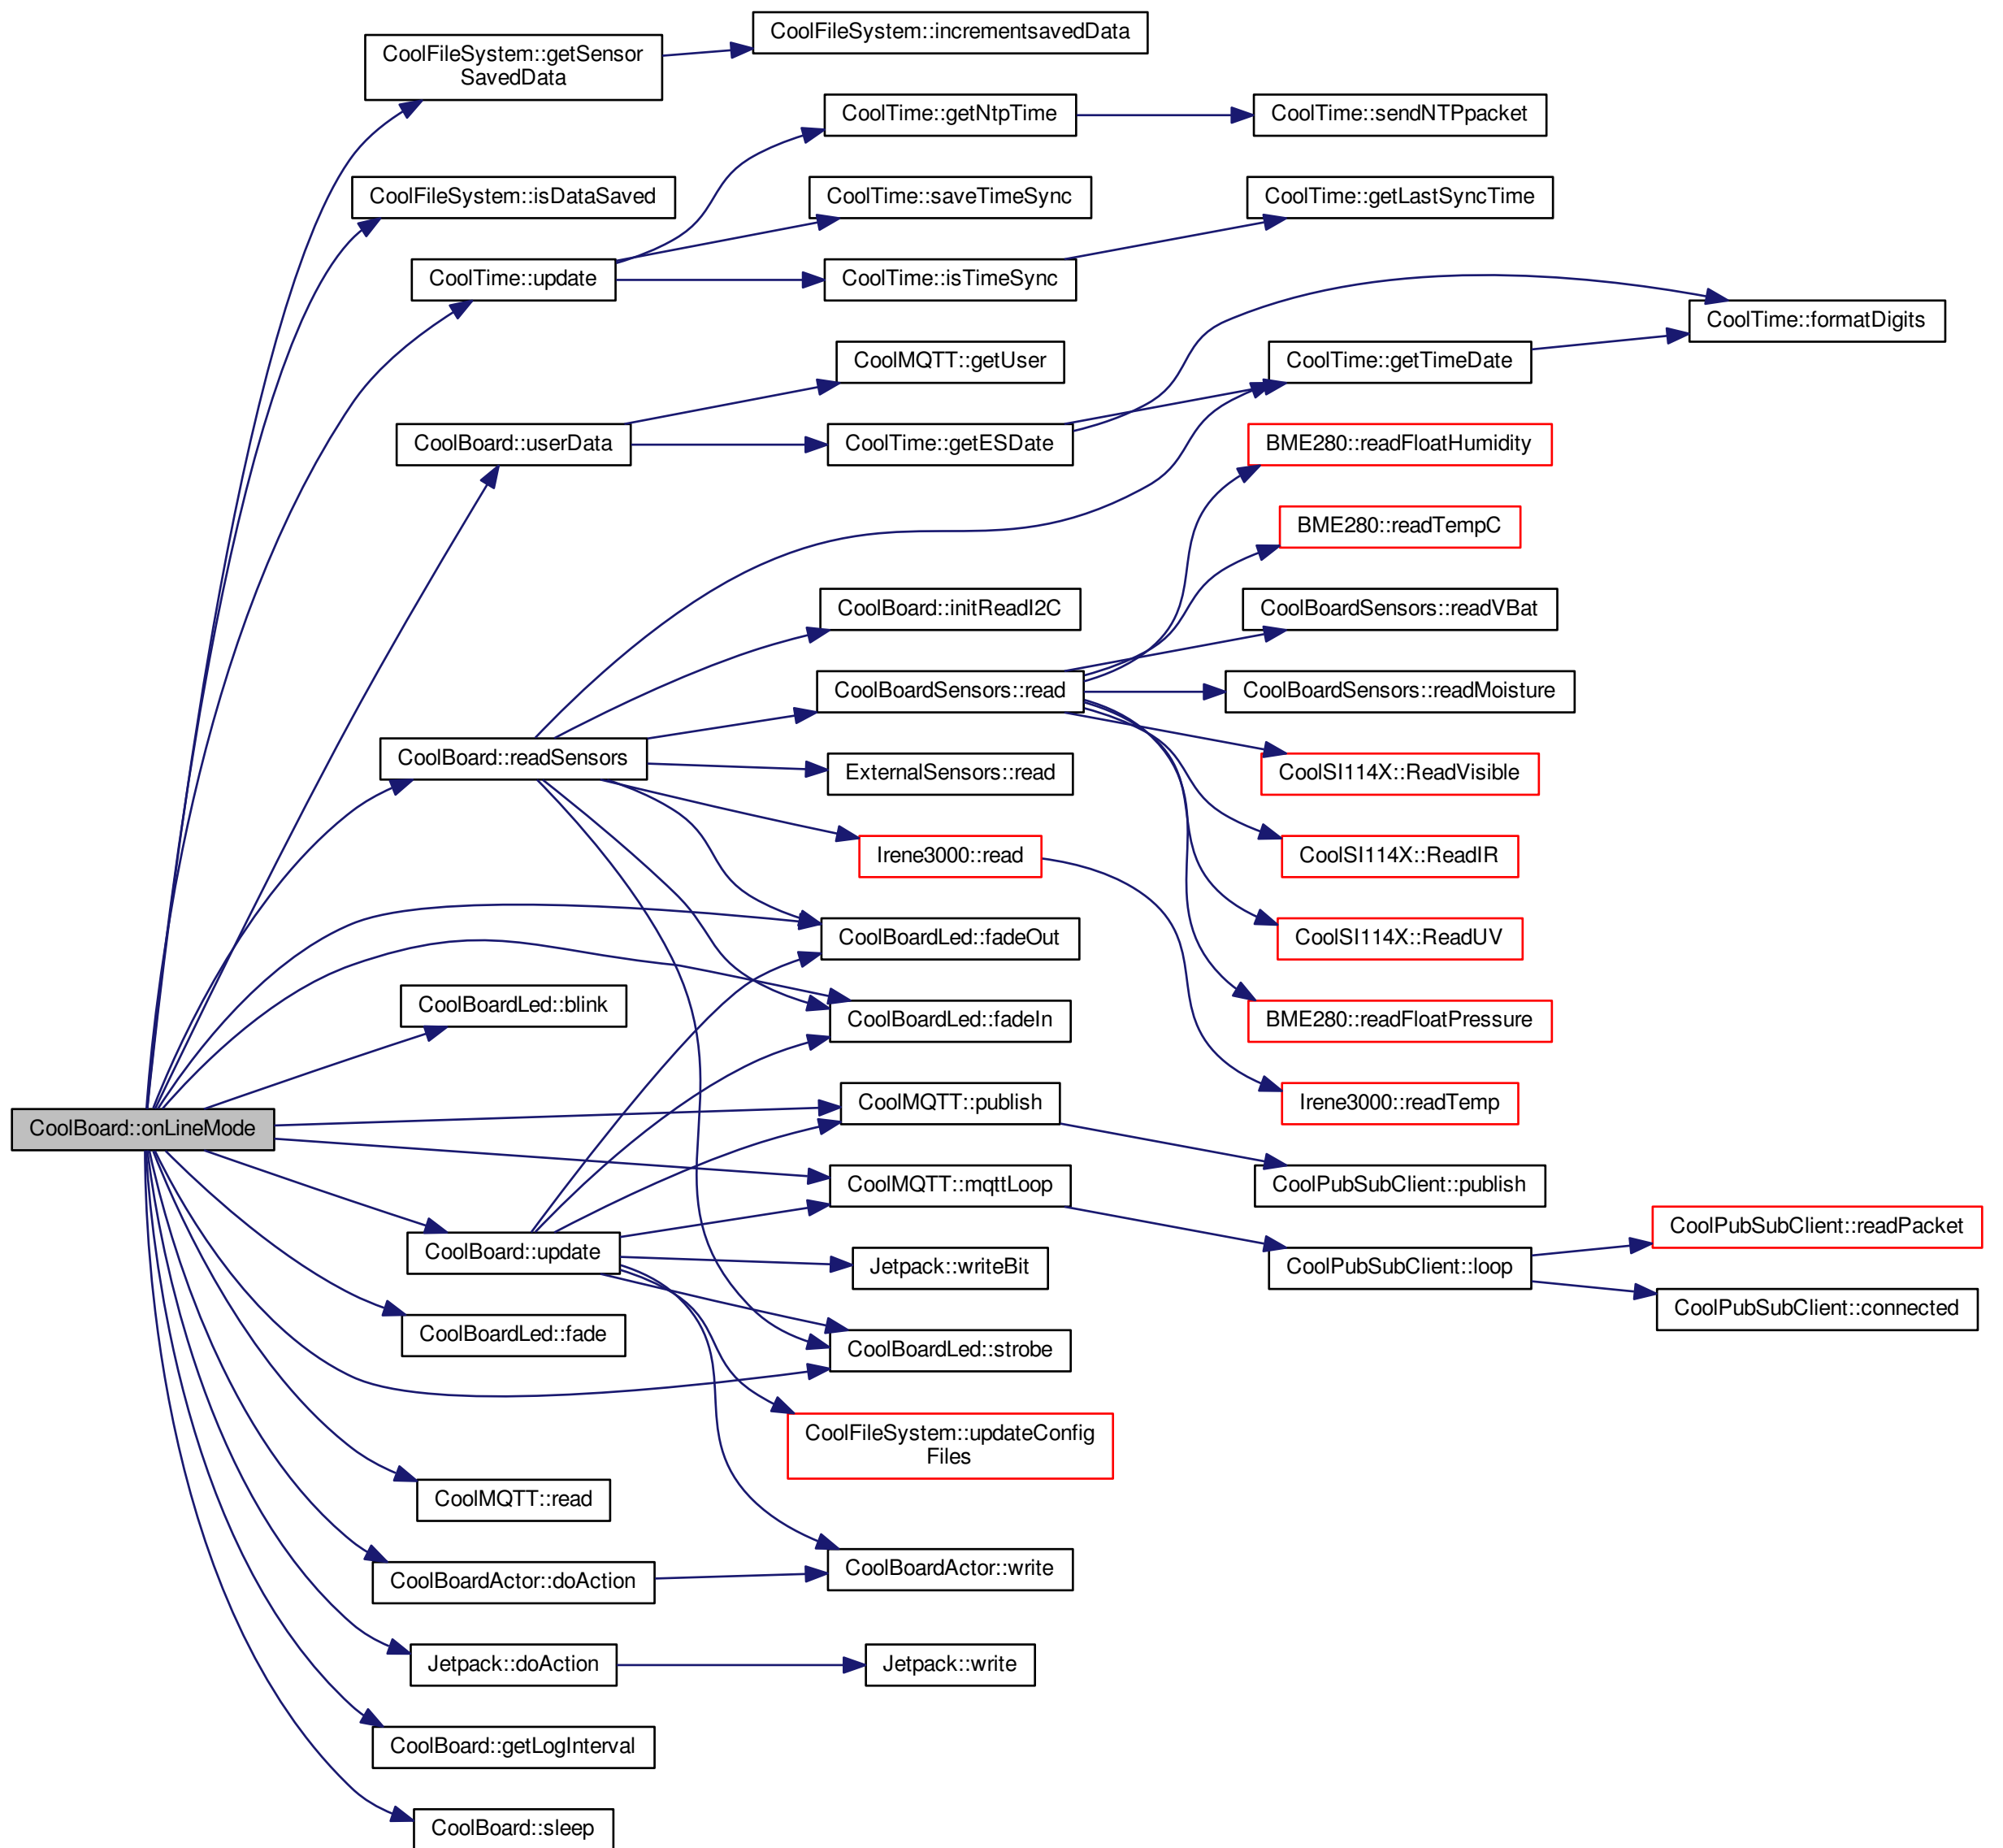 CoolFileSystem::incrementsavedData
CoolFileSystem::getSensor
SavedData
CoolTime::getNtpTime
CoolTime::sendNTPpacket
CoolFileSystem::isDataSaved
CoolTime::saveTimeSync
CoolTime::getLastSyncTime
CoolTime::update
CoolTime::isTimeSync
CoolTime::formatDigits
CoolMQTT::getUser
CoolTime::getTimeDate
CoolBoard::userData
CoolTime::getESDate
BME280::readFloatHumidity
BME280::readTempC
CoolBoard::initReadI2C
CoolBoardSensors::readVBat
CoolBoardSensors::read
CoolBoardSensors::readMoisture
CoolBoard::readSensors
ExternalSensors::read
CoolSI114X::ReadVisible
Irene3000::read
CoolSI114X::ReadIR
CoolBoardLed::fadeOut
CoolSI114X::ReadUV
CoolBoardLed::blink
CoolBoardLed::fadeIn
BME280::readFloatPressure
CoolMQTT::publish
Irene3000::readTemp
CoolBoard::onLineMode
CoolMQTT::mqttLoop
CoolPubSubClient::publish
CoolPubSubClient::readPacket
CoolBoard::update
Jetpack::writeBit
CoolPubSubClient::loop
CoolPubSubClient::connected
CoolBoardLed::fade
CoolBoardLed::strobe
CoolFileSystem::updateConfig
Files
CoolMQTT::read
CoolBoardActor::doAction
CoolBoardActor::write
Jetpack::doAction
Jetpack::write
CoolBoard::getLogInterval
CoolBoard::sleep